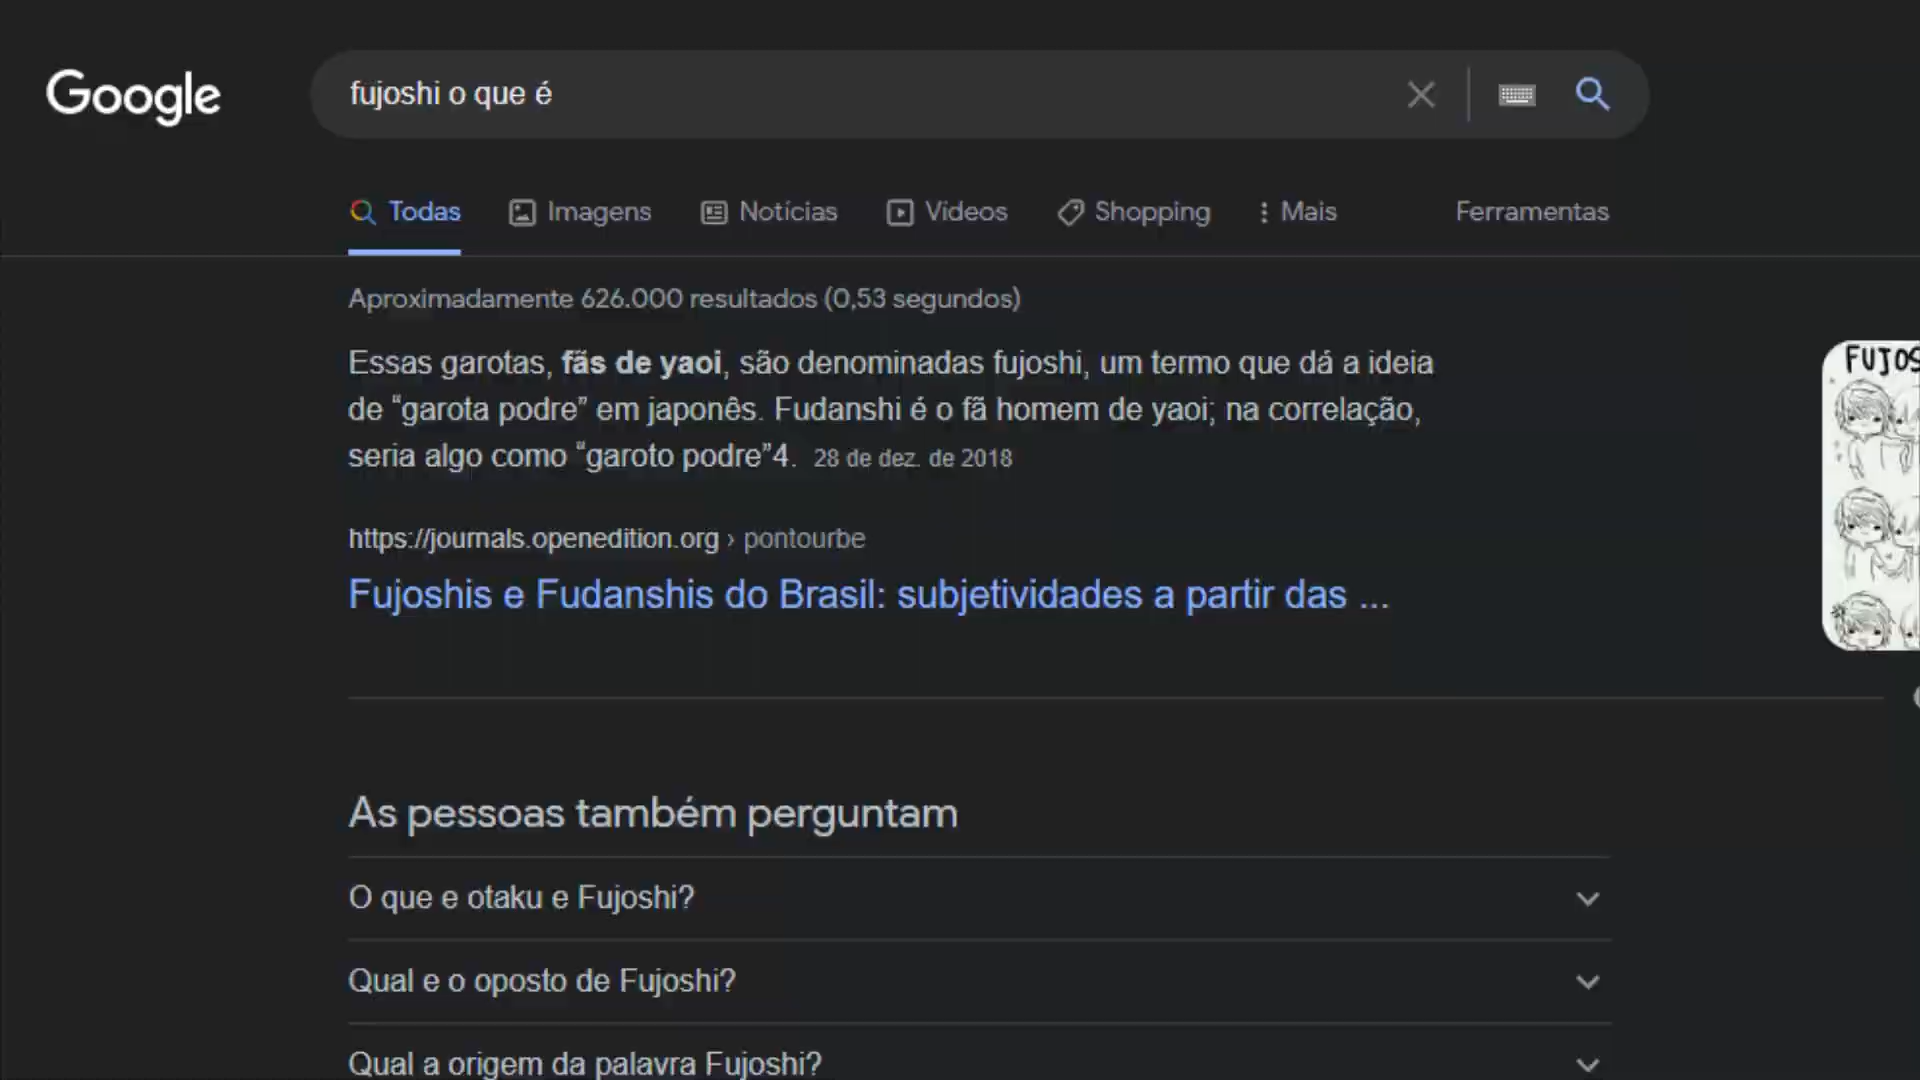 Google
fujoshi o que é
Todas
Imagens
Notícias
Vídeos
Shopping
Mais
Ferramentas
Aproximadamente 626.000 resultados (0,53 segundos)
Essas garotas, fãs de yaoi, são denominadas fujoshi, um termo que dá a ideia
de “garota podre” em japonês. Fudanshi é o fã homem de yaoi; na correlação,
seria algo como “garoto podre”4. 28 de dez. de 2018
FUJOS
https://journals.openedition.org › pontourbe
Fujoshis e Fudanshis do Brasil: subjetividades a partir das ...
As pessoas também perguntam
O que e otaku e Fujoshi?
Qual e o oposto de Fujoshi?
Qual a origem da palavra Fujoshi?